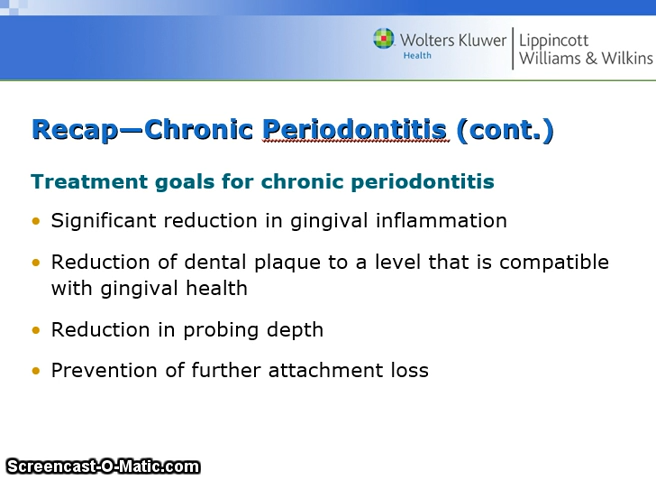 Wolters Kluwer
Health
Lippincott
Williams & Wilkins
Recap—Chronic Periodontitis (cont.)
Treatment goals for chronic periodontitis
• Significant reduction in gingival inflammation
• Reduction of dental plaque to a level that is compatible
with gingival health
• Reduction in probing depth
• Prevention of further attachment loss
Screencast-O-Matic.com